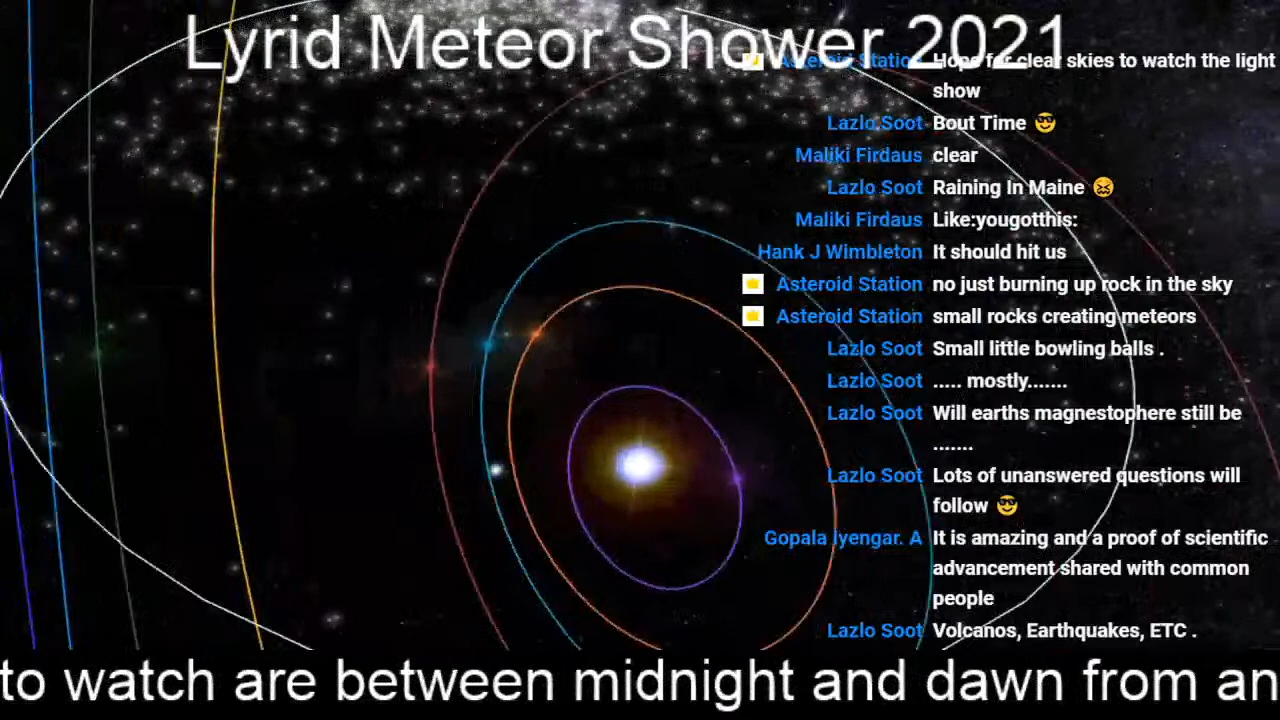 Lyrid Meteor Shower 2021
Asteroid Station Hope for clear skies to watch the light
show
Lazlo Soot Bout Time 😎
Maliki Firdaus clear
Lazlo Soot Raining In Maine 😖
Maliki Firdaus Like:yougotthis:
Hank J Wimbleton It should hit us
Asteroid Station no just burning up rock in the sky
Asteroid Station small rocks creating meteors
Lazlo Soot Small little bowling balls .
Lazlo Soot ..... mostly.......
Lazlo Soot Will earths magnestophere still be
.......
Lazlo Soot Lots of unanswered questions will
follow 😎
Gopala Iyengar. A It is amazing and a proof of scientific
advancement shared with common
people
Lazlo Soot Volcanos, Earthquakes, ETC .
to watch are between midnight and dawn from an